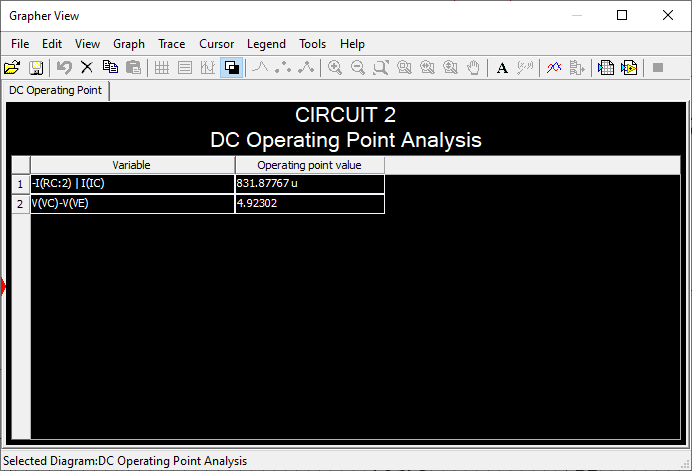 Grapher View
File Edit View Graph Trace Cursor Legend Tools Help
A
DC Operating Point
CIRCUIT 2
DC Operating Point Analysis
Variable Operating point value
1 -I(RC:2) | I(IC) 831.87767 u
2 V(VC)-V(VE) 4.92302
Selected Diagram:DC Operating Point Analysis